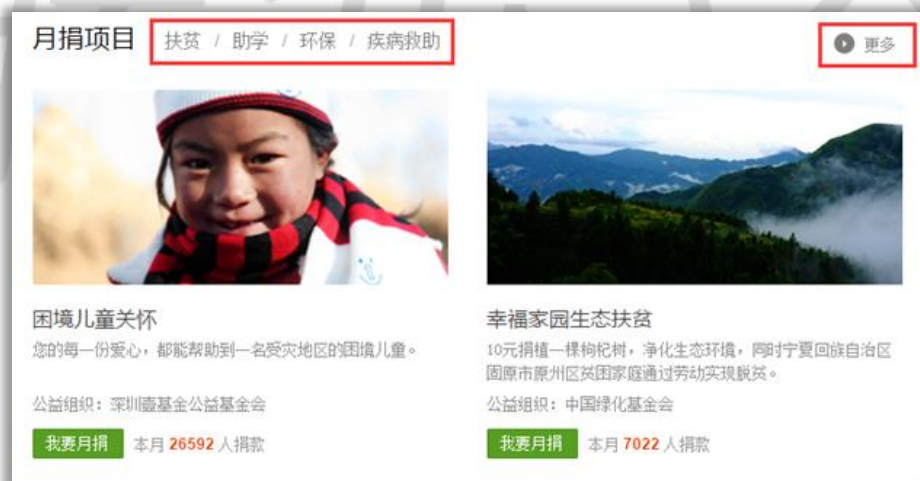 月捐项目 扶贫 / 助学 / 环保 / 疾病救助 更多
困境儿童关怀
您的每一份爱心，都能帮助到一名受灾地区的困境儿童。
公益组织：深圳壹基金公益基金会
我要月捐 本月 26592 人捐款
幸福家园生态扶贫
10元捐植一棵枸杞树，净化生态环境，同时宁夏回族自治区
固原市原州区贫困家庭通过劳动实现脱贫。
公益组织：中国绿化基金会
我要月捐 本月 7022 人捐款